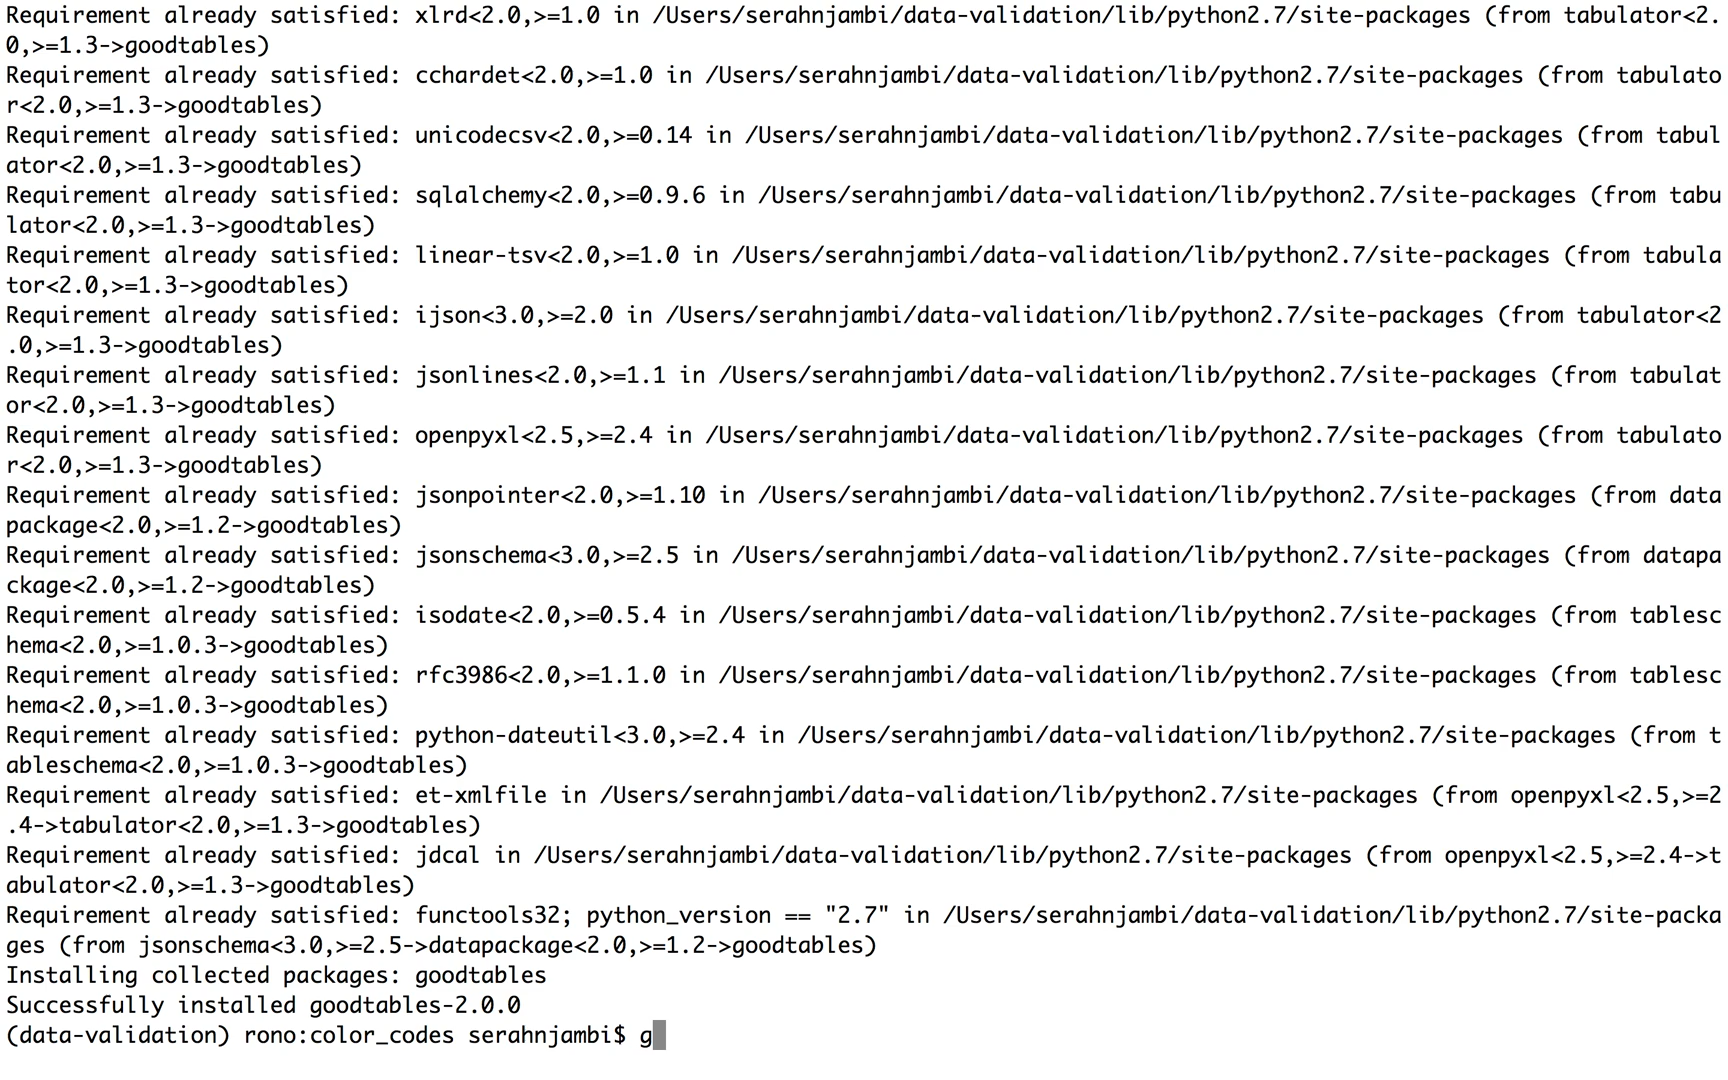 Requirement already satisfied: xlrd<2.0,>=1.0 in /Users/serahnjambi/data-validation/lib/python2.7/site-packages (from tabulator<2.
0,>=1.3->goodtables)
Requirement already satisfied: cchardet<2.0,>=1.0 in /Users/serahnjambi/data-validation/lib/python2.7/site-packages (from tabulato
r<2.0,>=1.3->goodtables)
Requirement already satisfied: unicodecsv<2.0,>=0.14 in /Users/serahnjambi/data-validation/lib/python2.7/site-packages (from tabul
ator<2.0,>=1.3->goodtables)
Requirement already satisfied: sqlalchemy<2.0,>=0.9.6 in /Users/serahnjambi/data-validation/lib/python2.7/site-packages (from tabu
lator<2.0,>=1.3->goodtables)
Requirement already satisfied: linear-tsv<2.0,>=1.0 in /Users/serahnjambi/data-validation/lib/python2.7/site-packages (from tabula
tor<2.0,>=1.3->goodtables)
Requirement already satisfied: ijson<3.0,>=2.0 in /Users/serahnjambi/data-validation/lib/python2.7/site-packages (from tabulator<2
.0,>=1.3->goodtables)
Requirement already satisfied: jsonlines<2.0,>=1.1 in /Users/serahnjambi/data-validation/lib/python2.7/site-packages (from tabulat
or<2.0,>=1.3->goodtables)
Requirement already satisfied: openpyxl<2.5,>=2.4 in /Users/serahnjambi/data-validation/lib/python2.7/site-packages (from tabulato
r<2.0,>=1.3->goodtables)
Requirement already satisfied: jsonpointer<2.0,>=1.10 in /Users/serahnjambi/data-validation/lib/python2.7/site-packages (from data
package<2.0,>=1.2->goodtables)
Requirement already satisfied: jsonschema<3.0,>=2.5 in /Users/serahnjambi/data-validation/lib/python2.7/site-packages (from datapa
ckage<2.0,>=1.2->goodtables)
Requirement already satisfied: isodate<2.0,>=0.5.4 in /Users/serahnjambi/data-validation/lib/python2.7/site-packages (from tablesc
hema<2.0,>=1.0.3->goodtables)
Requirement already satisfied: rfc3986<2.0,>=1.1.0 in /Users/serahnjambi/data-validation/lib/python2.7/site-packages (from tablesc
hema<2.0,>=1.0.3->goodtables)
Requirement already satisfied: python-dateutil<3.0,>=2.4 in /Users/serahnjambi/data-validation/lib/python2.7/site-packages (from t
ableschema<2.0,>=1.0.3->goodtables)
Requirement already satisfied: et-xmlfile in /Users/serahnjambi/data-validation/lib/python2.7/site-packages (from openpyxl<2.5,>=2
.4->tabulator<2.0,>=1.3->goodtables)
Requirement already satisfied: jdcal in /Users/serahnjambi/data-validation/lib/python2.7/site-packages (from openpyxl<2.5,>=2.4->t
abulator<2.0,>=1.3->goodtables)
Requirement already satisfied: functools32; python_version == "2.7" in /Users/serahnjambi/data-validation/lib/python2.7/site-packa
ges (from jsonschema<3.0,>=2.5->datapackage<2.0,>=1.2->goodtables)
Installing collected packages: goodtables
Successfully installed goodtables-2.0.0
(data-validation) rono:color_codes serahnjambi$ g